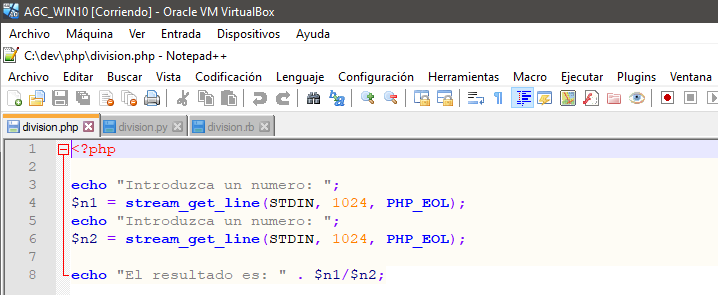 AGC_WIN10 [Corriendo] - Oracle VM VirtualBox
Archivo Máquina Ver Entrada Dispositivos Ayuda
C:\dev\php\division.php - Notepad++
Archivo Editar Buscar Vista Codificación Lenguaje Configuración Herramientas Macro Ejecutar Plugins Ventana
division.php division.py division.rb
1 <?php
2
3 echo "Introduzca un numero: ";
4 $n1 = stream_get_line(STDIN, 1024, PHP_EOL);
5 echo "Introduzca un numero: ";
6 $n2 = stream_get_line(STDIN, 1024, PHP_EOL);
7
8 echo "El resultado es: " . $n1/$n2;